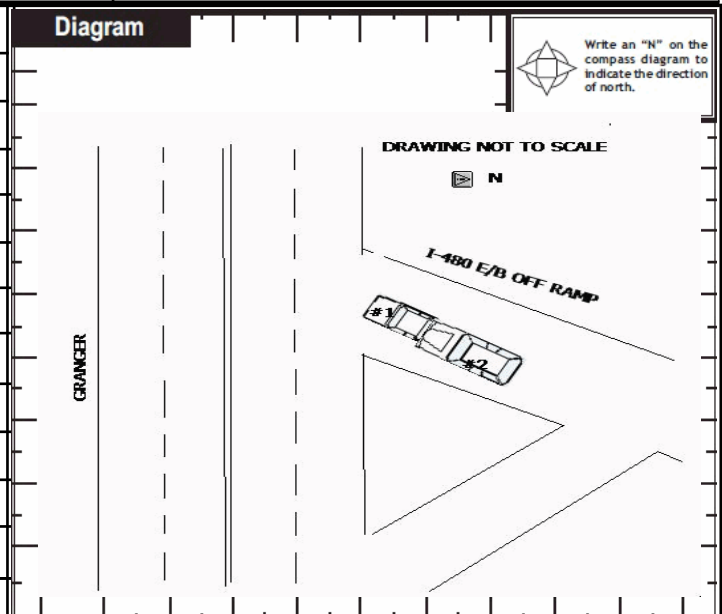 Diagram
Write an "N" on the
compass diagram to
indicate the direction
of north.
DRAWING NOT TO SCALE
N
I-480 E/B OFF RAMP
#1
#2
GRANGER